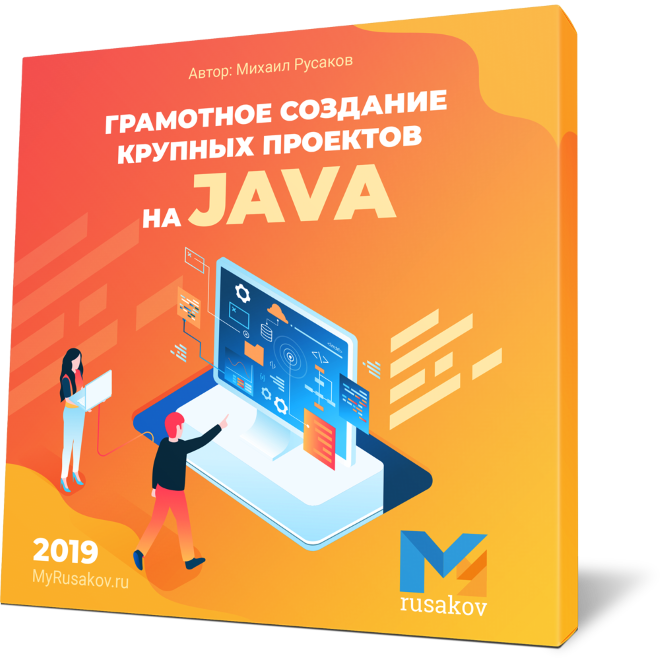 Автор: Михаил Русаков
ГРАМОТНОЕ СОЗДАНИЕ
КРУПНЫХ ПРОЕКТОВ
НА JAVA
2019
MyRusakov.ru
rusakov